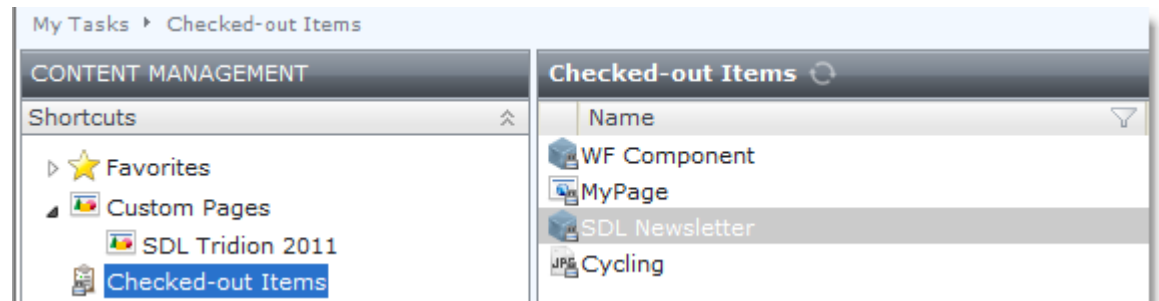 My Tasks Checked-out Items
CONTENT MANAGEMENT
Shortcuts
Favorites
Custom Pages
SDL Tridion 2011
Checked-out Items
Checked-out Items
Name
WF Component
MyPage
SDL Newsletter
JPG Cycling